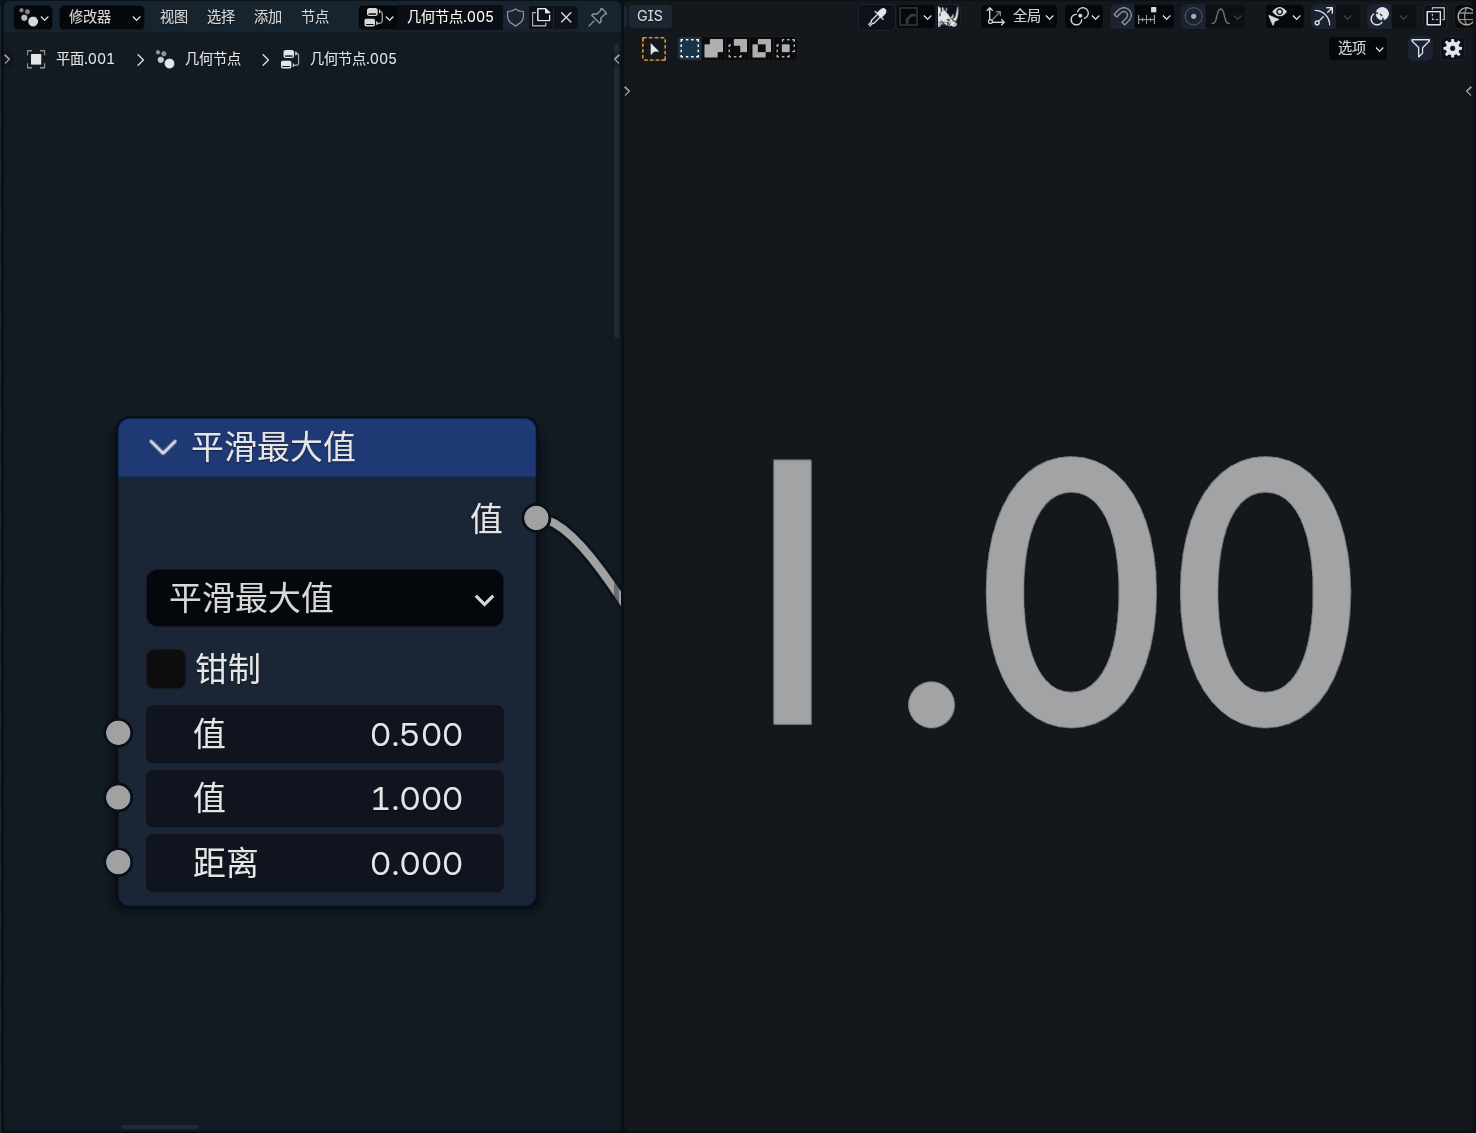 修改器 视图 选择 添加 节点 几何节点.005
平面.001 几何节点 几何节点.005
平滑最大值
值
平滑最大值
钳制
值 0.500
值 1.000
距离 0.000
GIS 全局
选项
1.00